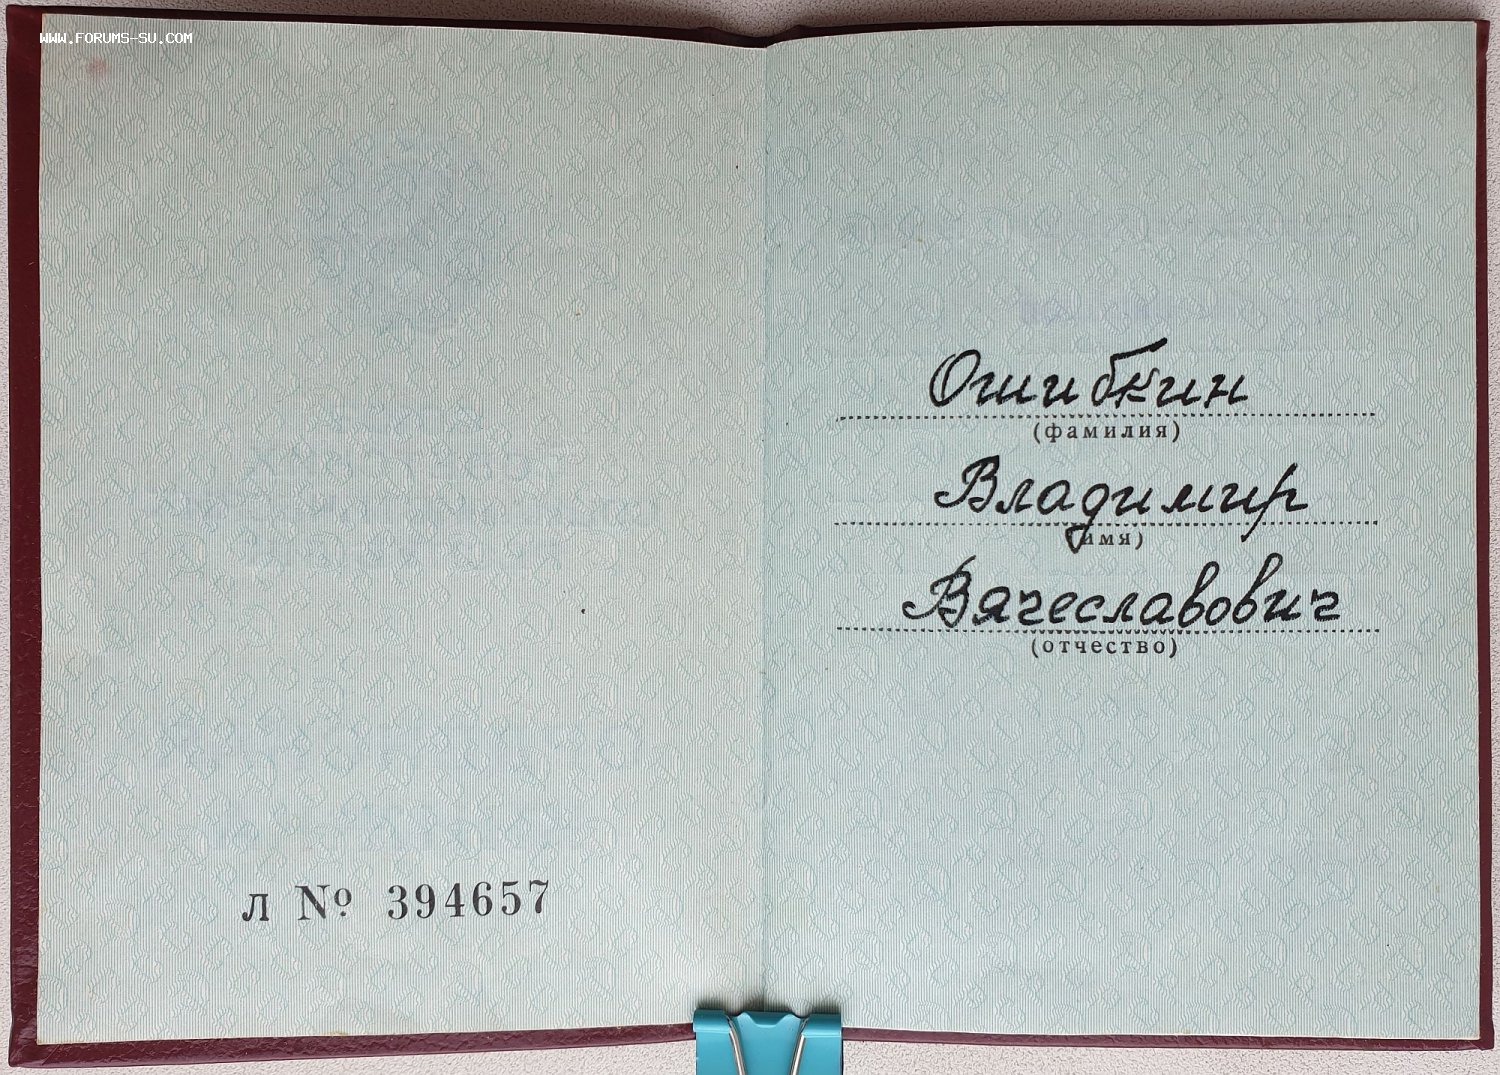 WWW.FORUMS-SU.COM
Л № 394657
Ошибкин
(фамилия)
Владимир
(имя)
Вячеславович
(отчество)